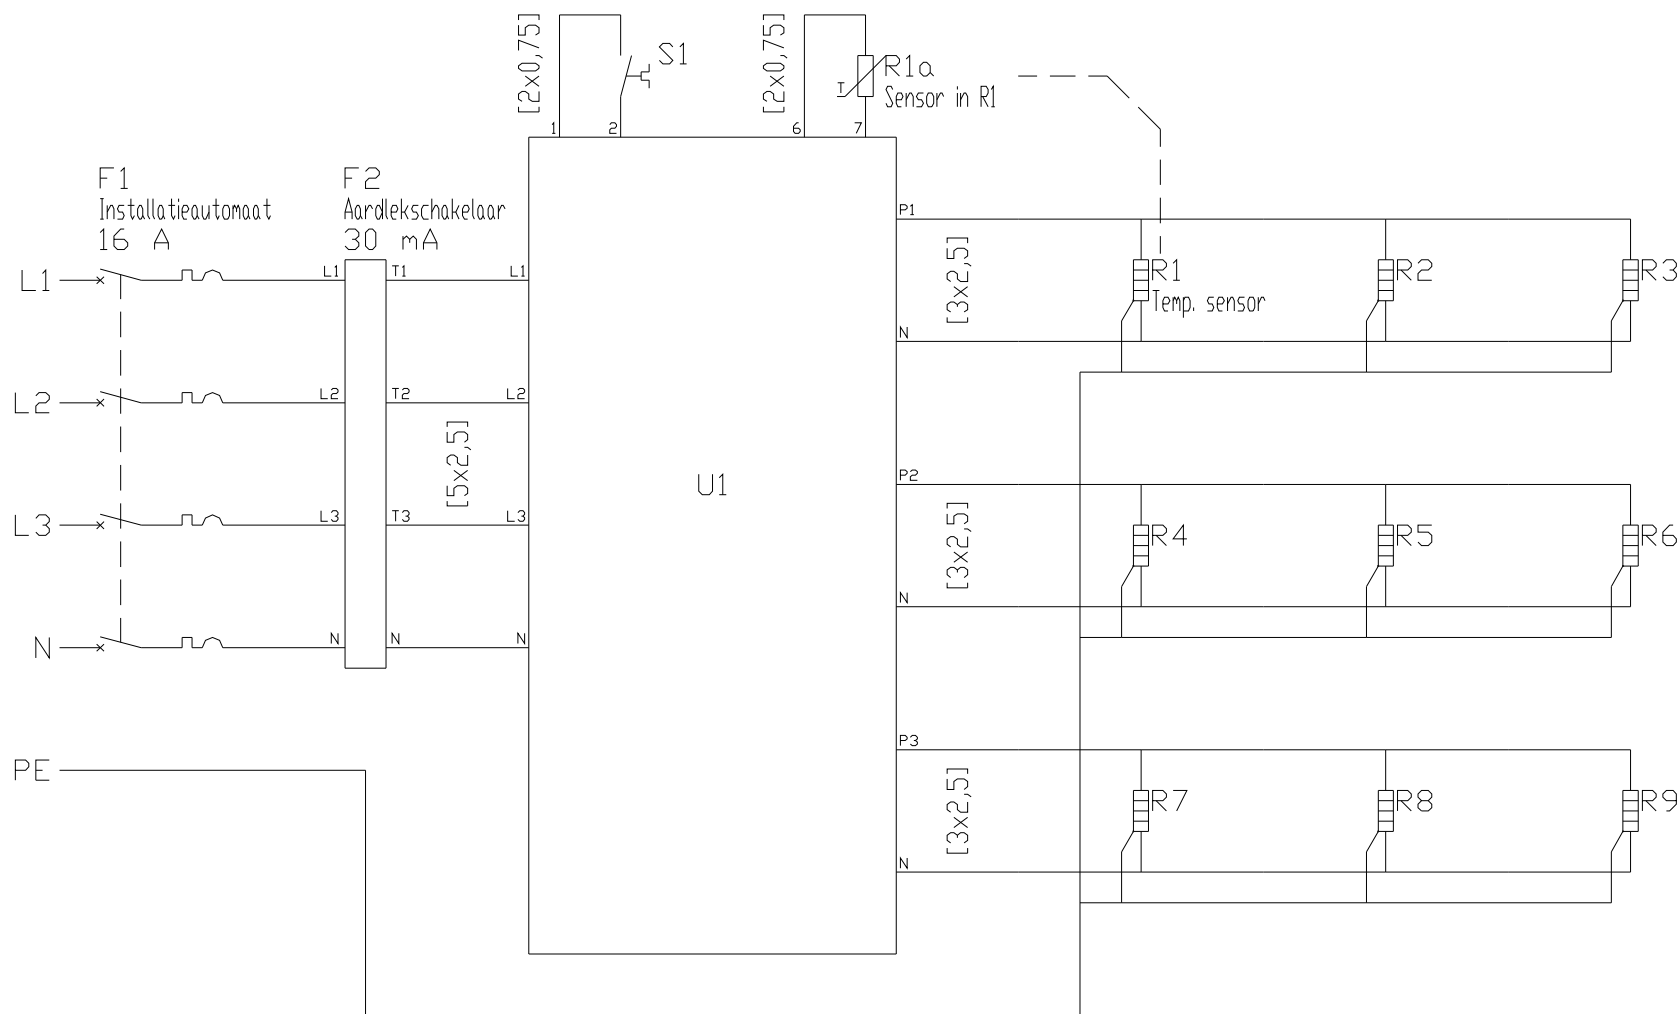 [2x0,75]
S1
[2x0,75]
R1a
Sensor in R1
T
1
2
6
7
F1
Installatieautomaat
16 A
F2
Aardlekschakelaar
30 mA
L1
L1
T1
L1
L2
L2
T2
L2
[5x2,5]
L3
L3
T3
L3
N
N
N
N
PE
U1
P1
[3x2,5]
N
R1
Temp. sensor
R2
R3
P2
[3x2,5]
N
R4
R5
R6
P3
[3x2,5]
N
R7
R8
R9